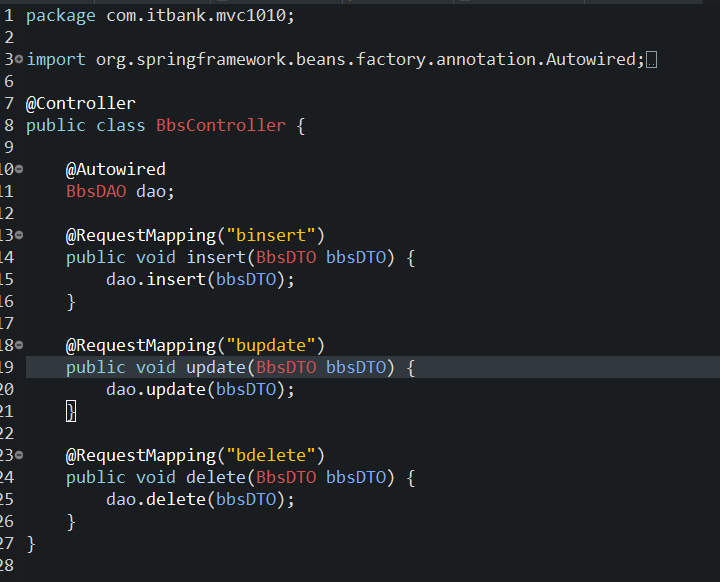 1 package com.itbank.mvc1010;
2
3 import org.springframework.beans.factory.annotation.Autowired;
6
7 @Controller
8 public class BbsController {
9
10 @Autowired
11 BbsDAO dao;
12
13 @RequestMapping("binsert")
14 public void insert(BbsDTO bbsDTO) {
15 dao.insert(bbsDTO);
16 }
17
18 @RequestMapping("bupdate")
19 public void update(BbsDTO bbsDTO) {
20 dao.update(bbsDTO);
21 }
22
23 @RequestMapping("bdelete")
24 public void delete(BbsDTO bbsDTO) {
25 dao.delete(bbsDTO);
26 }
27 }
28